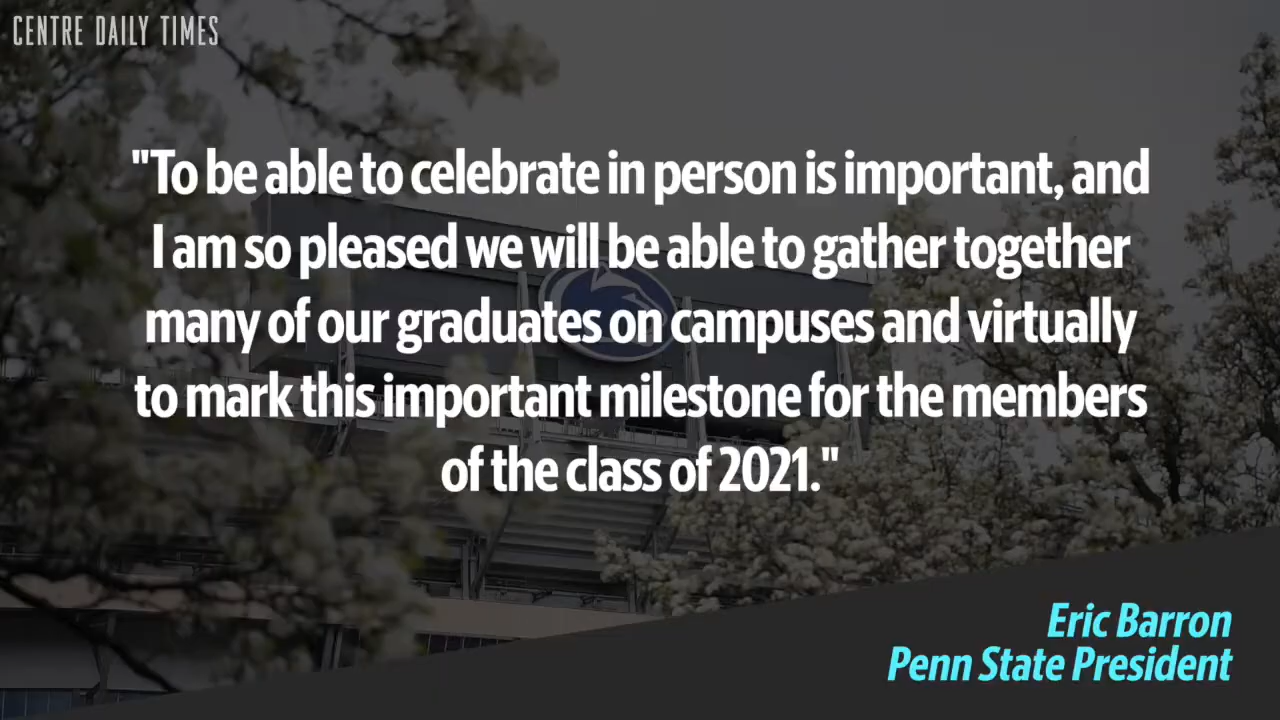 CENTRE DAILY TIMES
"To be able to celebrate in person is important, and
I am so pleased we will be able to gather together
many of our graduates on campuses and virtually
to mark this important milestone for the members
of the class of 2021."
Eric Barron
Penn State President